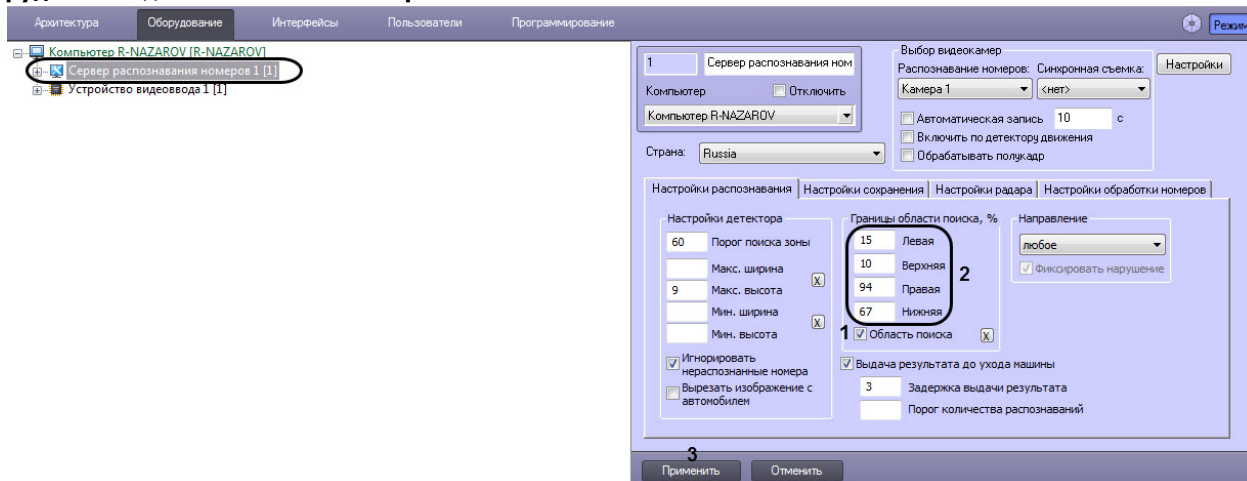 Архитектура Оборудование Интерфейсы Пользователи Программирование Режим
Компьютер R-NAZAROV [R-NAZAROV]
Сервер распознавания номеров 1 [1]
Устройство видеоввода 1 [1]
1 Сервер распознавания ном
Компьютер Отключить
Компьютер R-NAZAROV
Страна: Russia
Выбор видеокамер
Распознавание номеров: Синхронная съемка:
Камера 1 <нет>
Автоматическая запись 10 с
Включить по детектору движения
Обрабатывать полукадр
Настройки
Настройки распознавания Настройки сохранения Настройки радара Настройки обработки номеров
Настройки детектора
60 Порог поиска зоны
Макс. ширина
X
9 Макс. высота
Мин. ширина
X
Мин. высота
Игнорировать
нераспознанные номера
Вырезать изображение с
автомобилем
Границы области поиска, %
15 Левая
10 Верхняя
2
94 Правая
67 Нижняя
1 Область поиска X
Направление
любое
Фиксировать нарушение
Выдача результата до ухода машины
3 Задержка выдачи результата
Порог количества распознаваний
3
Применить Отменить